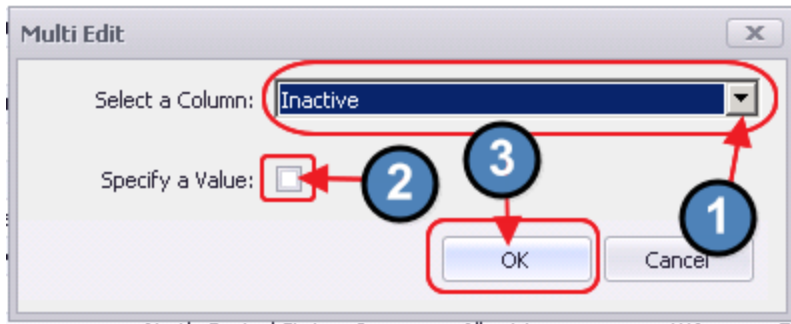 Multi Edit
Select a Column: Inactive
Specify a Value:
2
3
1
OK Cancel